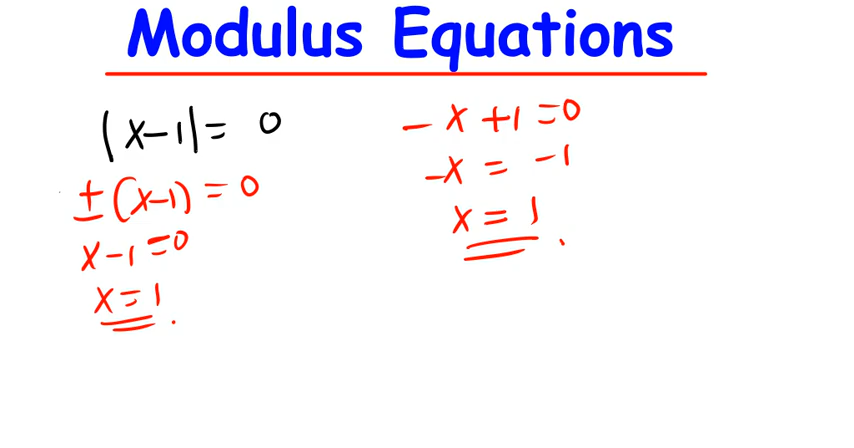 Modulus Equations
|x-1| = 0
±(x-1) = 0
x-1=0
x=1.
-x+1=0
-x = -1
x = 1.